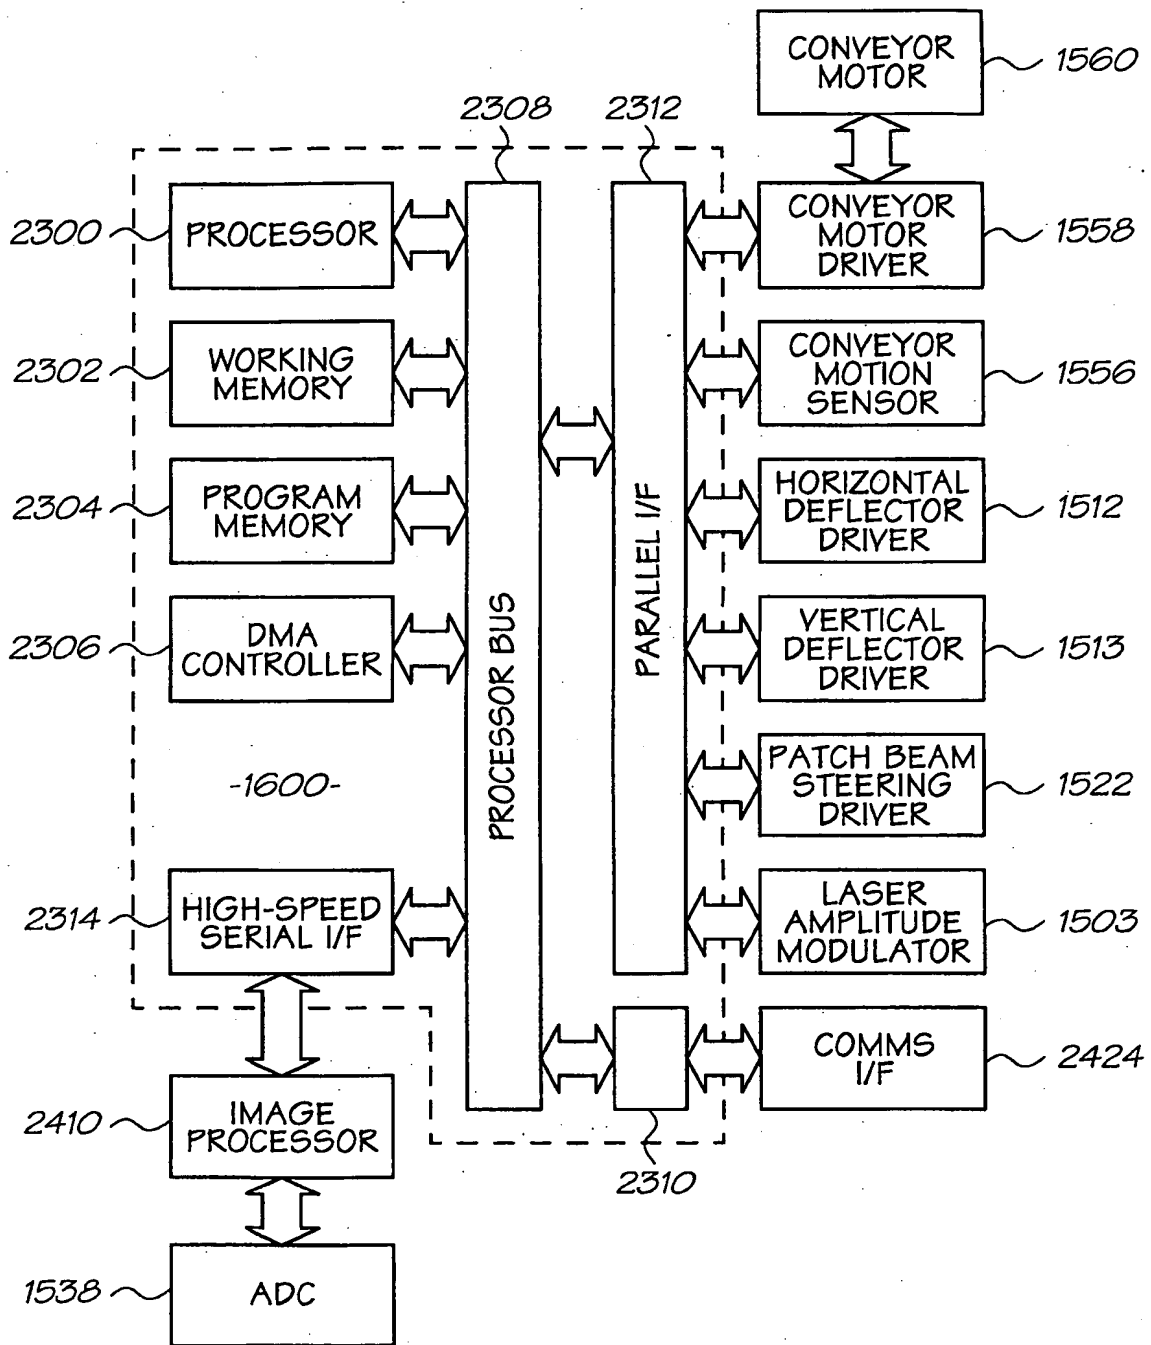 CONVEYOR
MOTOR
1560
2308
2312
2300
PROCESSOR
CONVEYOR
MOTOR
DRIVER
1558
2302
WORKING
MEMORY
CONVEYOR
MOTION
SENSOR
1556
2304
PROGRAM
MEMORY
HORIZONTAL
DEFLECTOR
DRIVER
1512
PROCESSOR BUS
PARALLEL I/F
2306
DMA
CONTROLLER
VERTICAL
DEFLECTOR
DRIVER
1513
-1600-
PATCH BEAM
STEERING
DRIVER
1522
2314
HIGH-SPEED
SERIAL I/F
LASER
AMPLITUDE
MODULATOR
1503
COMMS
I/F
2424
2410
IMAGE
PROCESSOR
2310
1538
ADC